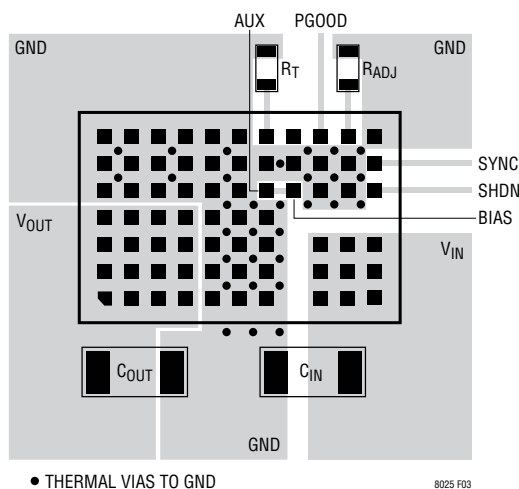 AUX PGOOD
GND GND
R_T R_ADJ
SYNC
SHDN
BIAS
V_OUT V_IN
C_OUT C_IN
GND
● THERMAL VIAS TO GND
8025 F03